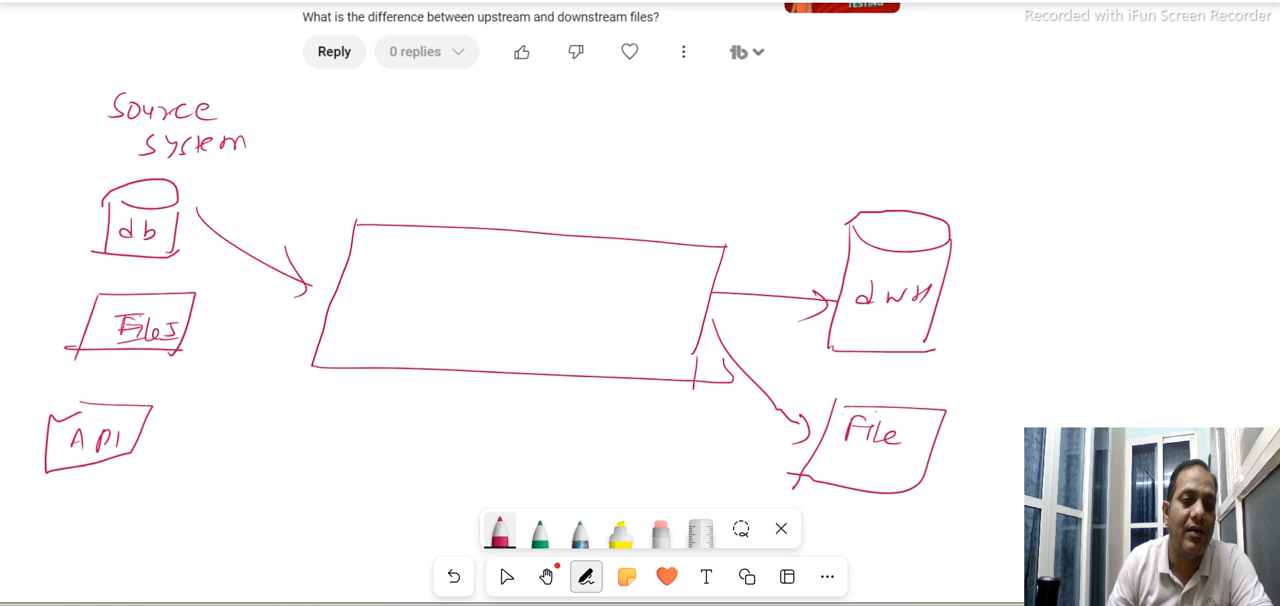 TESTING
Recorded with iFun Screen Recorder
What is the difference between upstream and downstream files?
Reply
0 replies
Source
system
db
Files
API
dwH
File
T